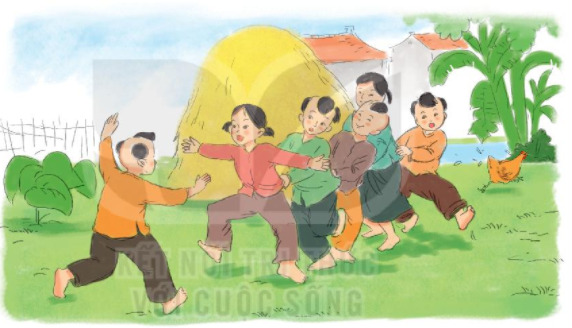 KẾT NỐI TRI THỨC
VỚI CUỘC SỐNG